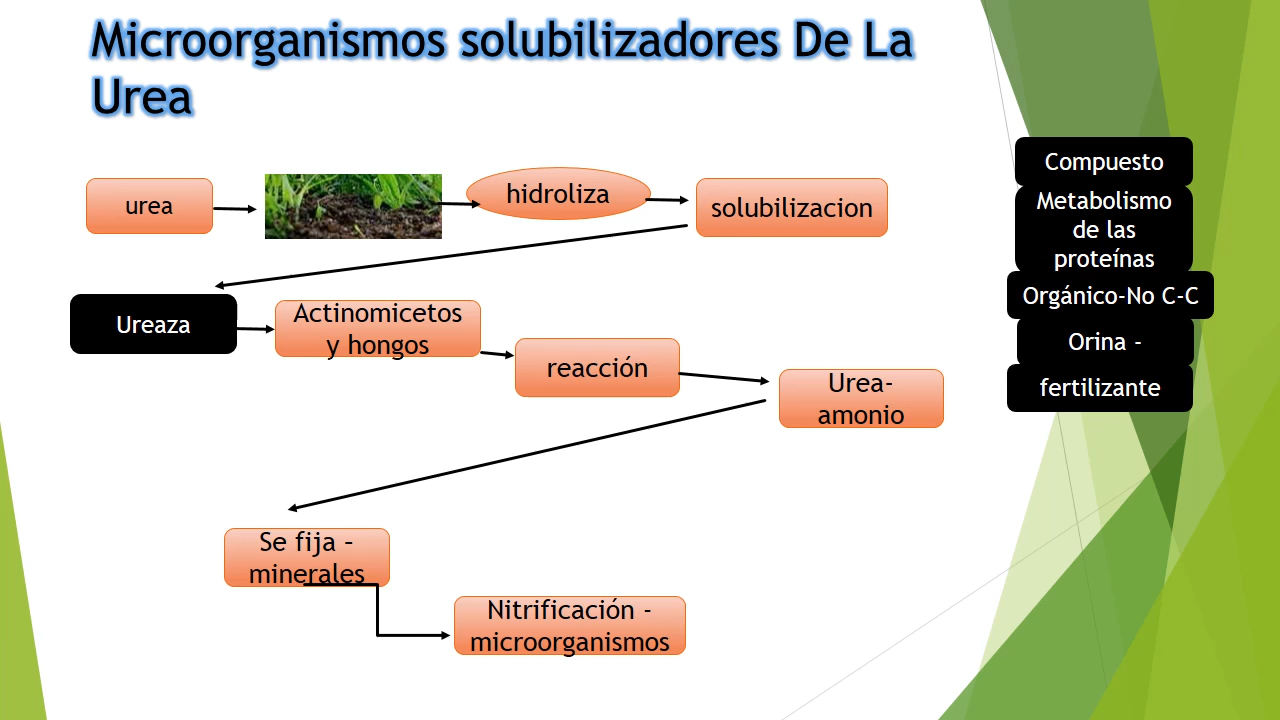 Microorganismos solubilizadores De La
Urea
urea
hidroliza
solubilizacion
Ureaza
Actinomicetos
y hongos
reacción
Urea-
amonio
Se fija -
minerales
Nitrificación -
microorganismos
Compuesto
Metabolismo
de las
proteínas
Orgánico-No C-C
Orina -
fertilizante